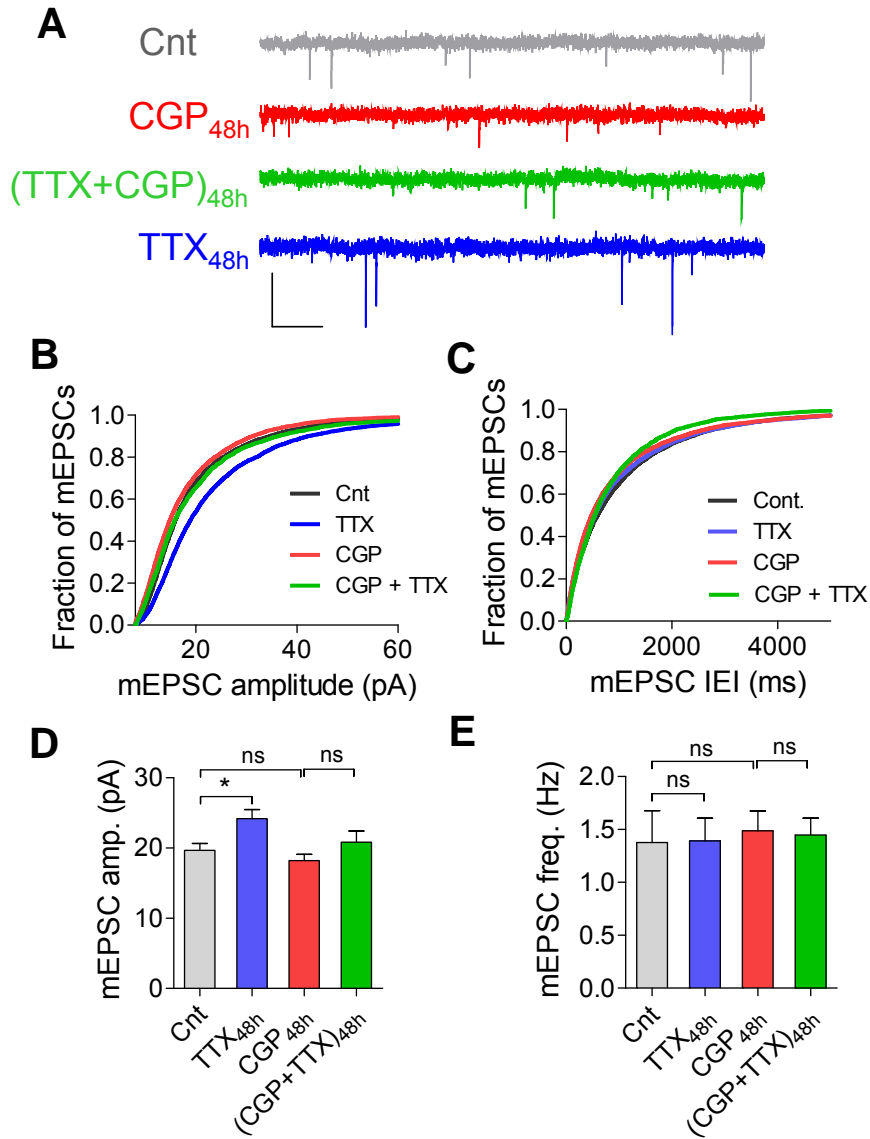 A
Cnt
CGP48h
(TTX+CGP)48h
TTX48h
B
Fraction of mEPSCs
1.0
0.8
0.6
0.4
0.2
0.0
20
40
60
mEPSC amplitude (pA)
Cnt
TTX
CGP
CGP + TTX
C
Fraction of mEPSCs
1.0
0.8
0.6
0.4
0.2
0.0
0
2000
4000
mEPSC IEI (ms)
Cont.
TTX
CGP
CGP + TTX
D
mEPSC amp. (pA)
30
20
10
0
ns
ns
*
Cnt
TTX48h
CGP48h
(CGP+TTX)48h
E
mEPSC freq. (Hz)
2.0
1.5
1.0
0.5
0.0
ns
ns
ns
Cnt
TTX48h
CGP48h
(CGP+TTX)48h